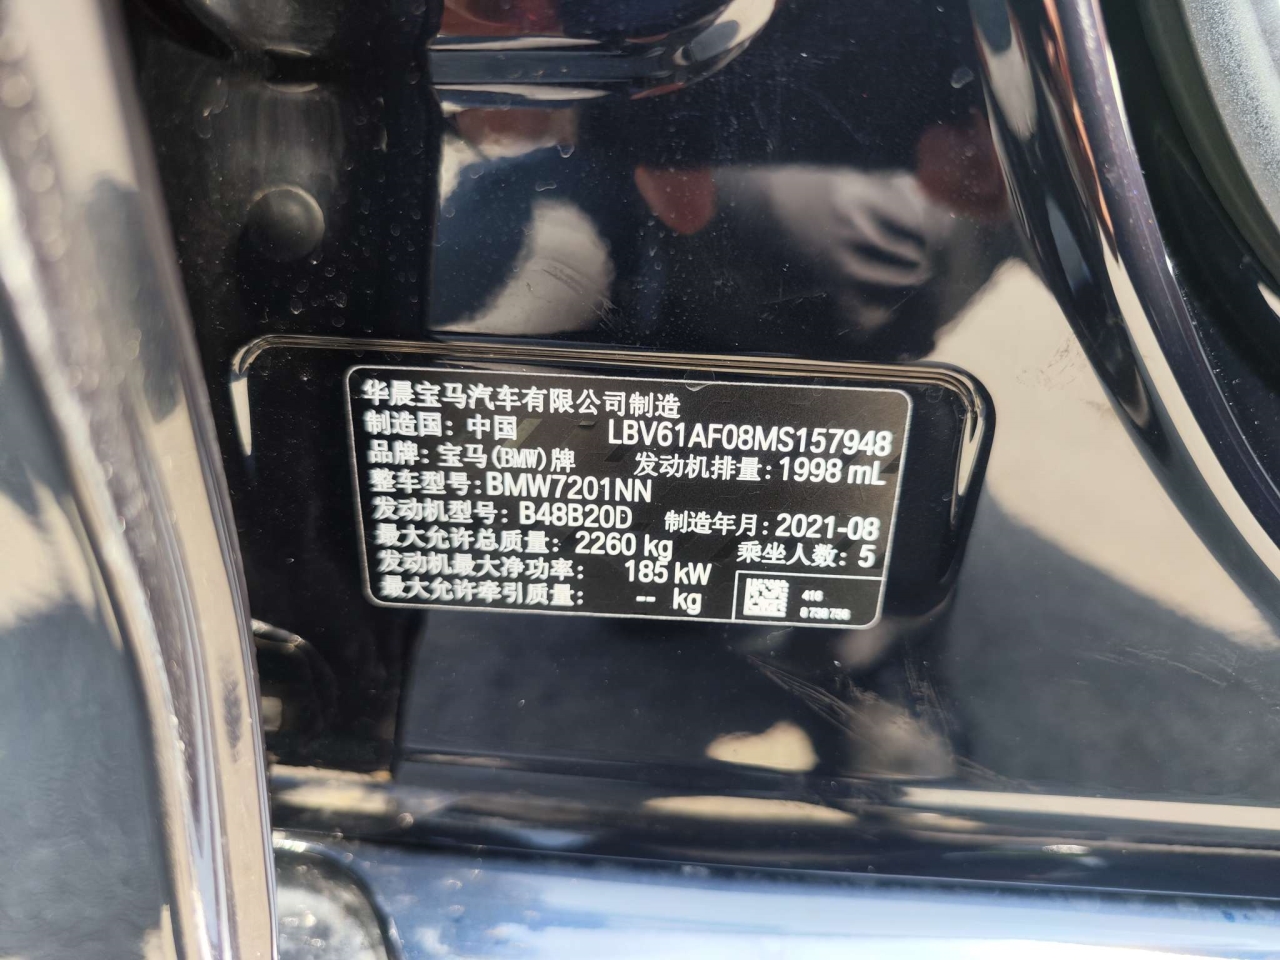 华晨宝马汽车有限公司制造
制造国: 中国 LBV61AF08MS157948
品牌: 宝马(BMW)牌 发动机排量: 1998 mL
整车型号: BMW7201NN
发动机型号: B48B20D 制造年月: 2021-08
最大允许总质量: 2260 kg 乘坐人数: 5
发动机最大净功率: 185 kW
最大允许牵引质量: -- kg
416
8738756